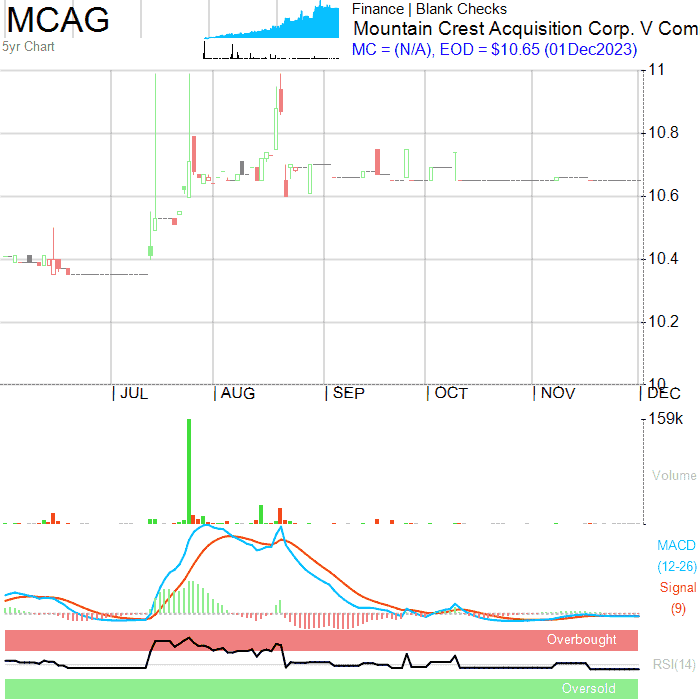 MCAG
5yr Chart
Finance | Blank Checks
Mountain Crest Acquisition Corp. V Com
MC = (N/A), EOD = $10.65 (01Dec2023)
11
10.8
10.6
10.4
10.2
10
JUL
AUG
SEP
OCT
NOV
DEC
159k
Volume
MACD
(12-26)
Signal
(9)
Overbought
RSI(14)
Oversold